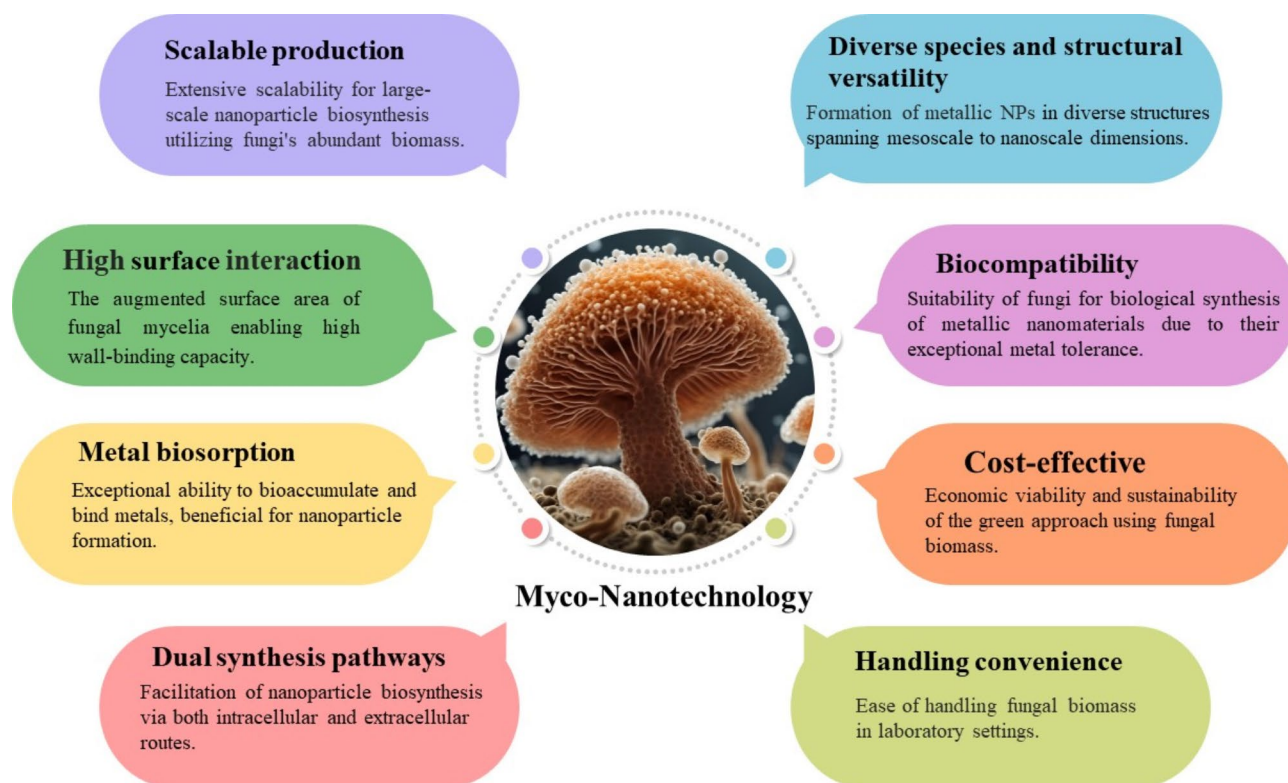 Scalable production
Extensive scalability for large-
scale nanoparticle biosynthesis
utilizing fungi's abundant biomass.
Diverse species and structural
versatility
Formation of metallic NPs in diverse structures
spanning mesoscale to nanoscale dimensions.
High surface interaction
The augmented surface area of
fungal mycelia enabling high
wall-binding capacity.
Biocompatibility
Suitability of fungi for biological synthesis
of metallic nanomaterials due to their
exceptional metal tolerance.
Metal biosorption
Exceptional ability to bioaccumulate and
bind metals, beneficial for nanoparticle
formation.
Cost-effective
Economic viability and sustainability
of the green approach using fungal
biomass.
Myco-Nanotechnology
Dual synthesis pathways
Facilitation of nanoparticle biosynthesis
via both intracellular and extracellular
routes.
Handling convenience
Ease of handling fungal biomass
in laboratory settings.